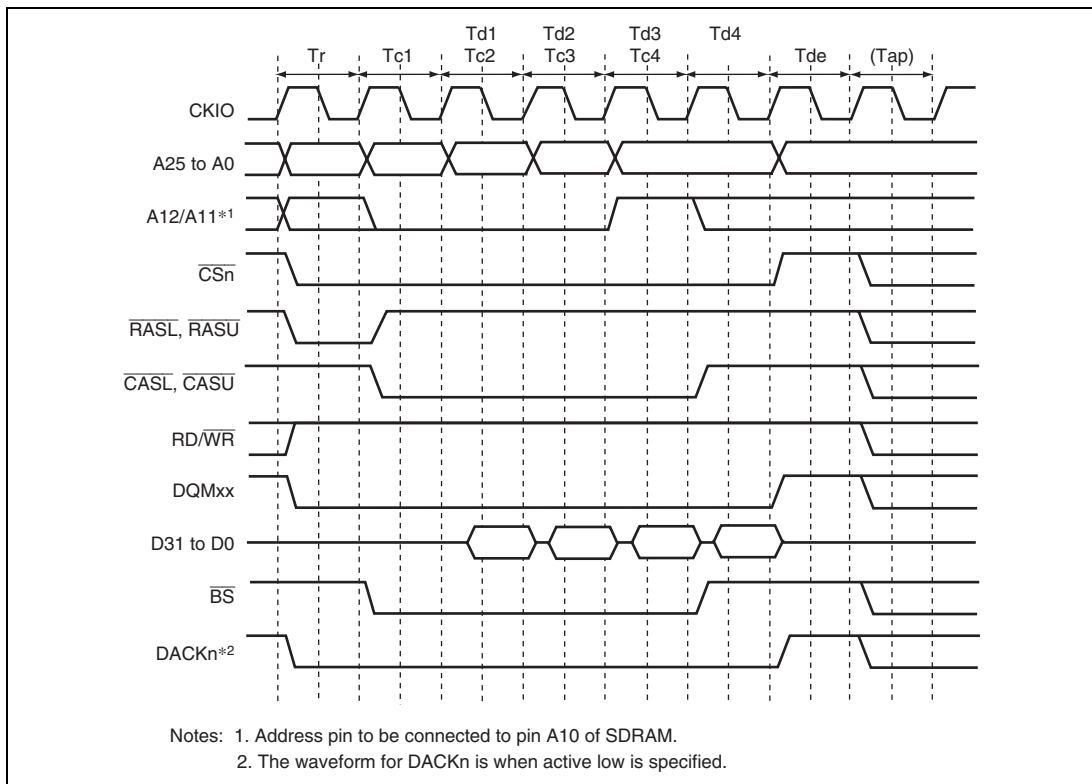 Td1 Td2 Td3 Td4
Tr Tc1 Tc2 Tc3 Tc4 Tde (Tap)
CKIO
A25 to A0
A12/A11*1
CSn
RASL, RASU
CASL, CASU
RD/WR
DQMxx
D31 to D0
BS
DACKn*2
Notes: 1. Address pin to be connected to pin A10 of SDRAM.
2. The waveform for DACKn is when active low is specified.